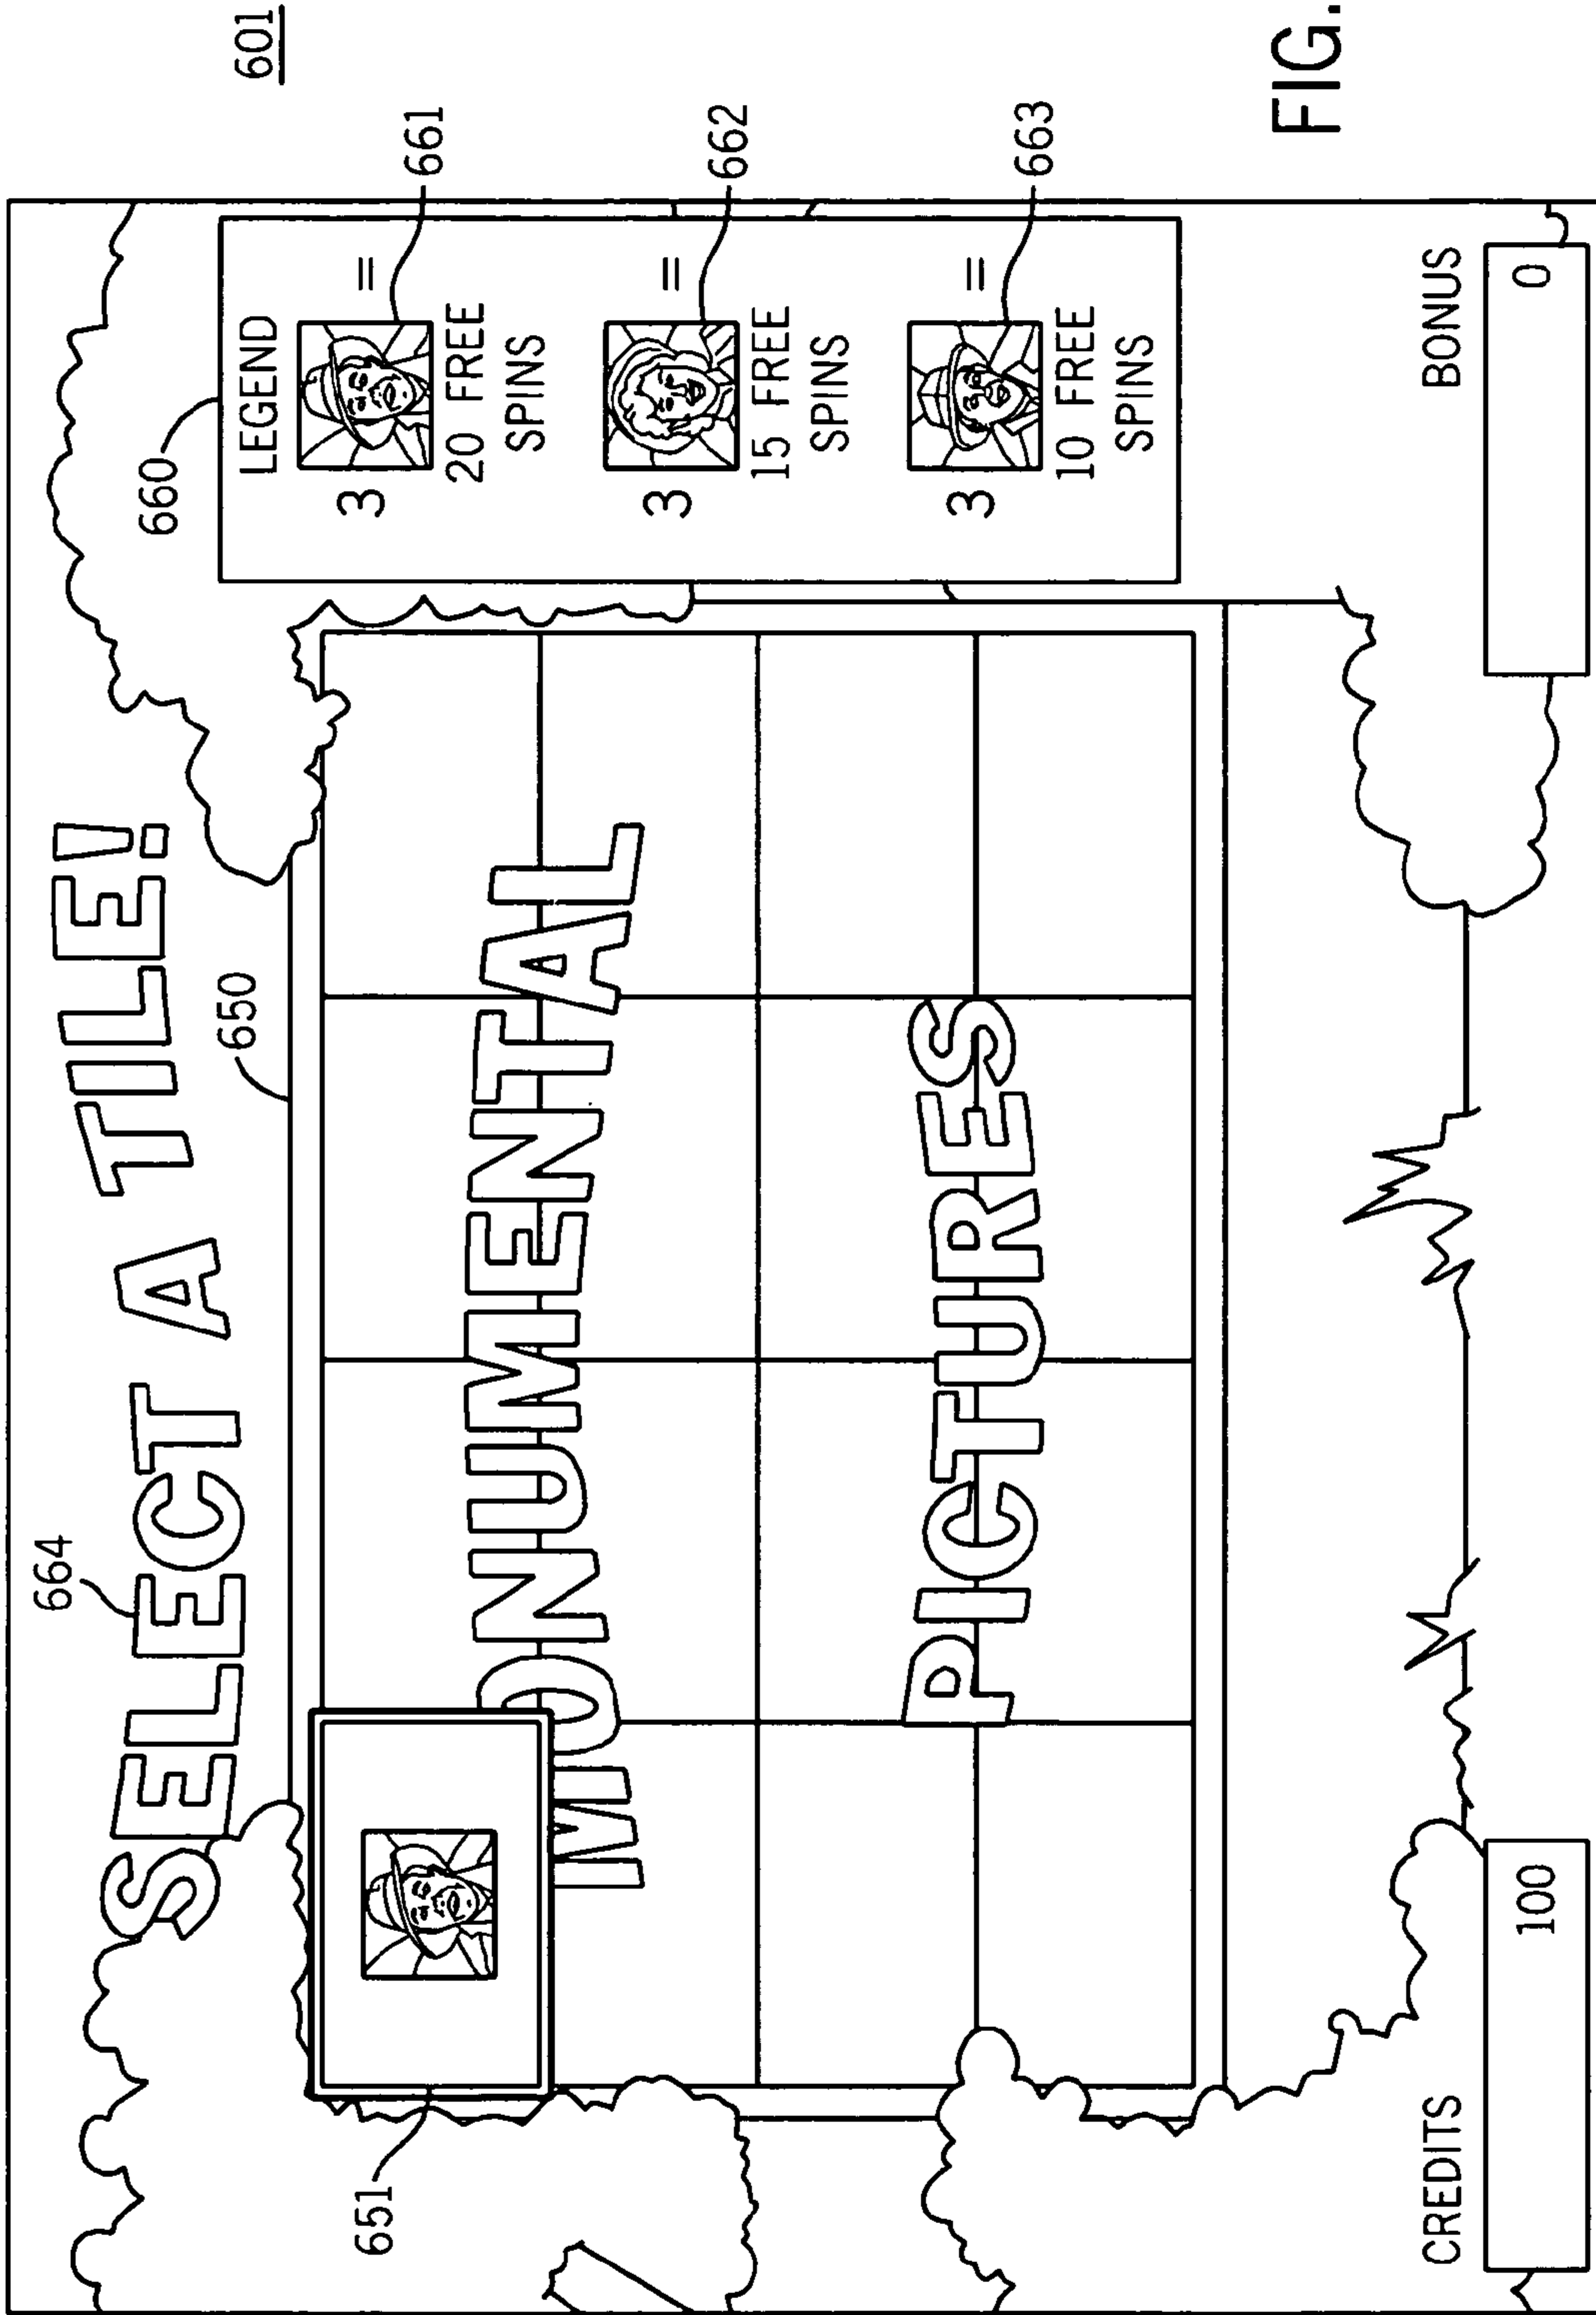 601
664
SELECT A TILE!
650
660
651
MONUMENTAL
PICTURES
LEGEND
3 =
661
20 FREE
SPINS
3 =
662
15 FREE
SPINS
3 =
663
10 FREE
SPINS
CREDITS
100
BONUS
0
FIG.